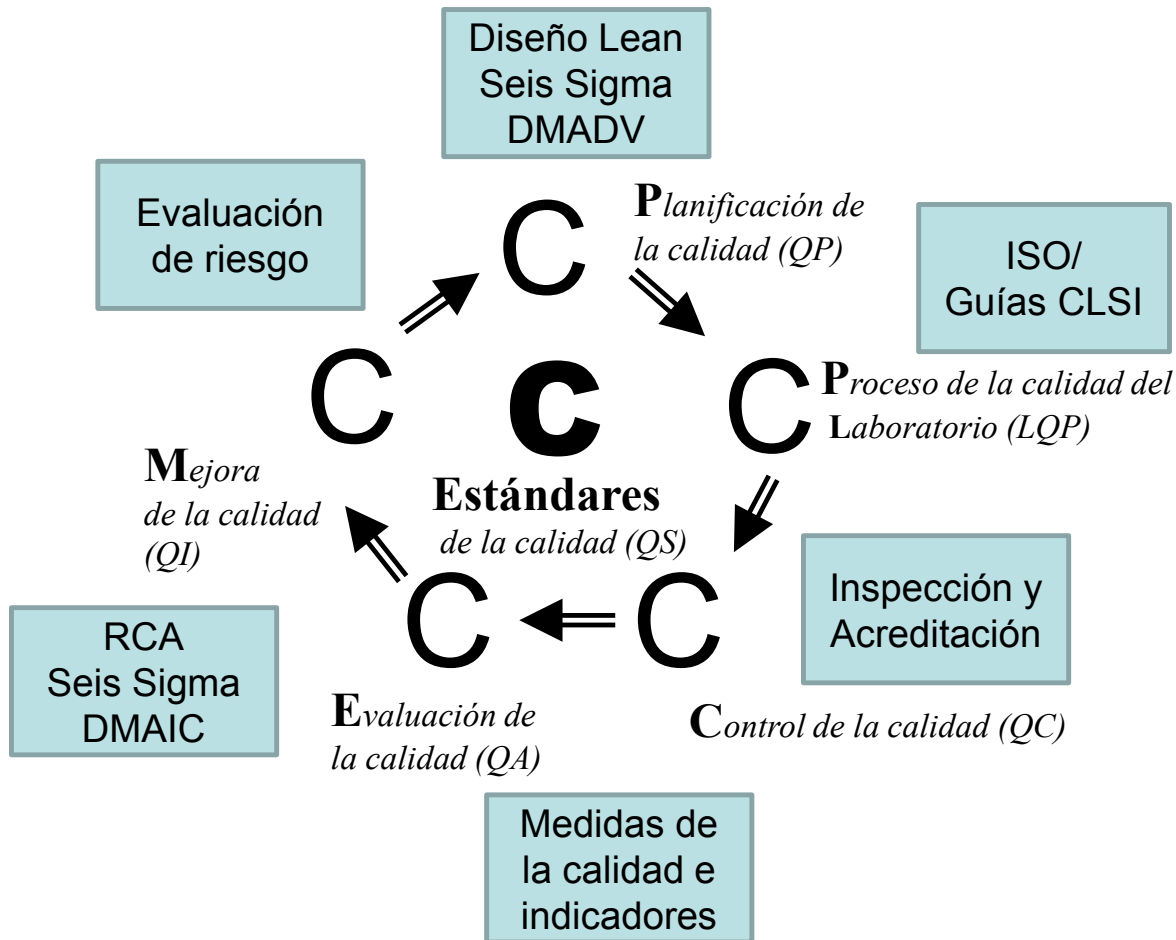 Diseño Lean
Seis Sigma
DMADV
Evaluación
de riesgo
C
Planificación de
la calidad (QP)
ISO/
Guías CLSI
C
C
C
Proceso de la calidad del
Laboratorio (LQP)
Mejora
de la calidad
(QI)
Estándares
de la calidad (QS)
C
C
Inspección y
Acreditación
RCA
Seis Sigma
DMAIC
Evaluación de
la calidad (QA)
Control de la calidad (QC)
Medidas de
la calidad e
indicadores